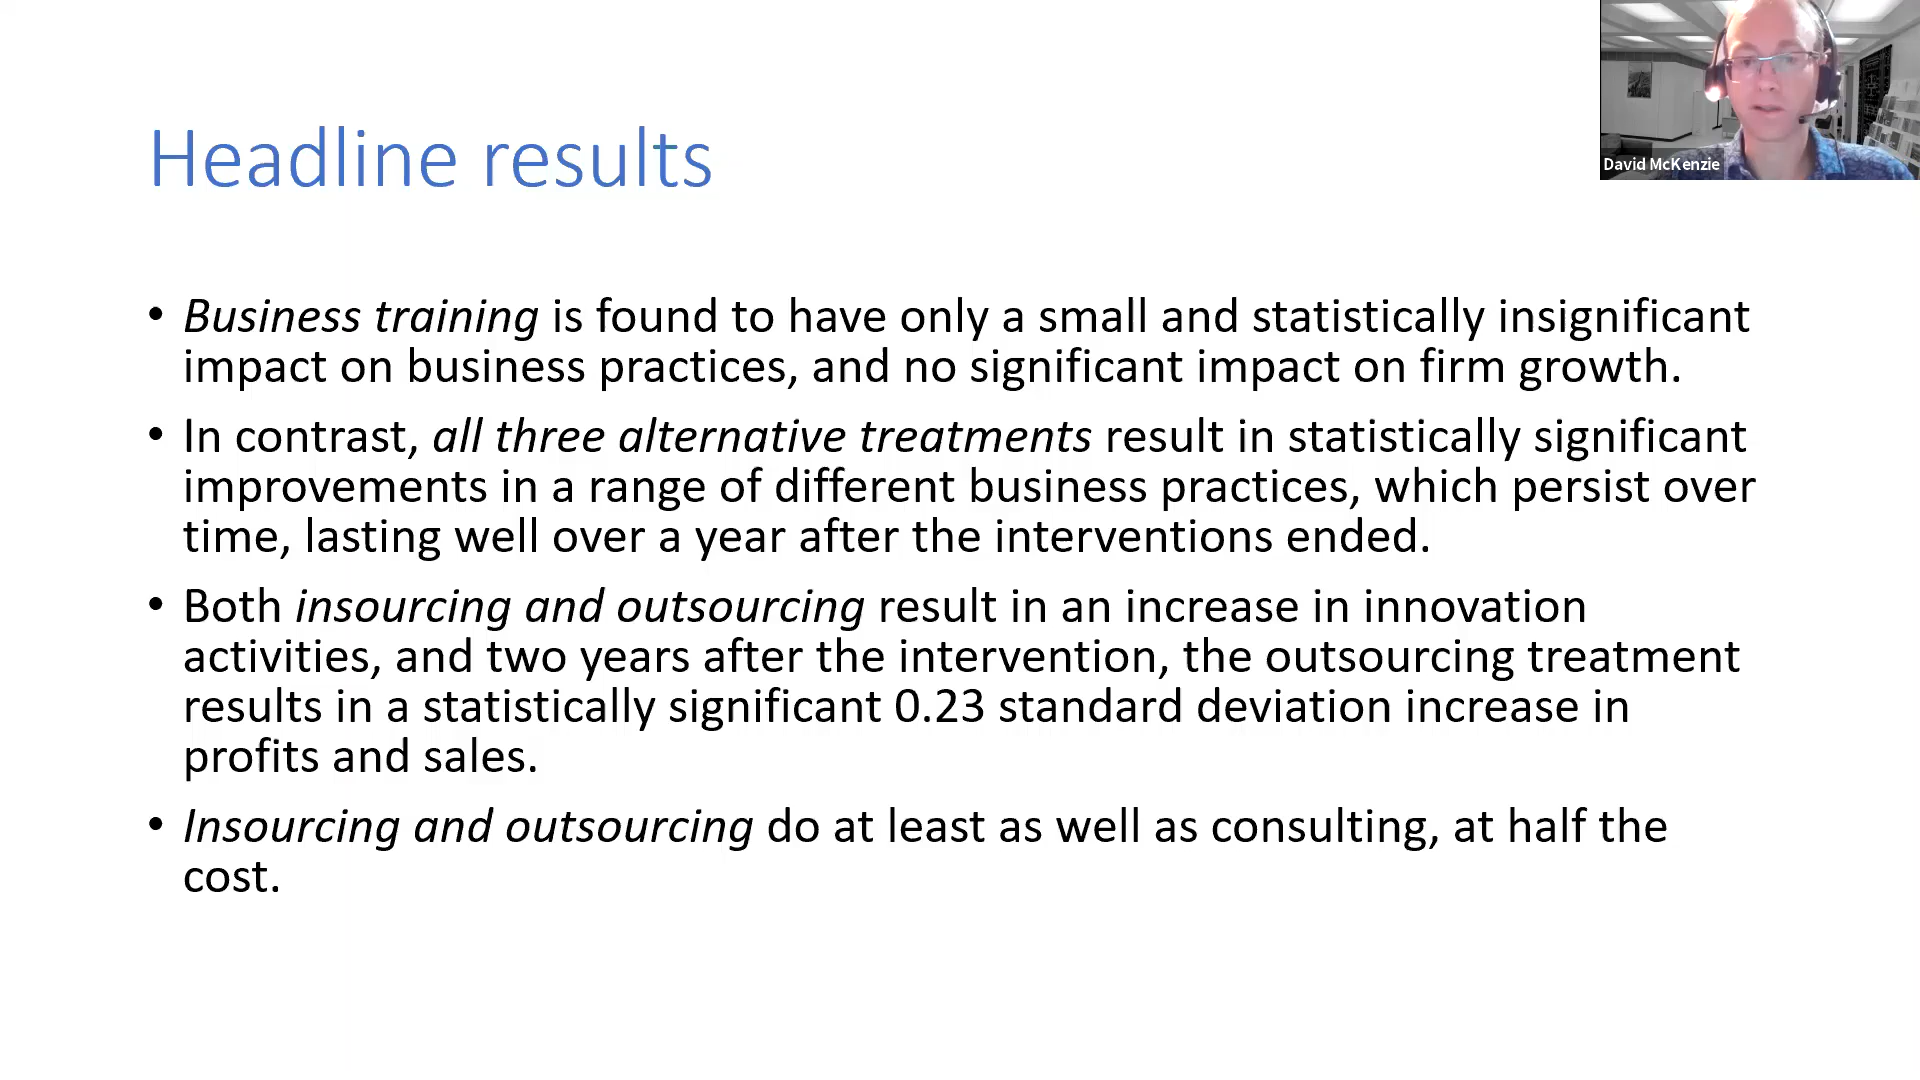 David McKenzie
Headline results
• Business training is found to have only a small and statistically insignificant
impact on business practices, and no significant impact on firm growth.
• In contrast, all three alternative treatments result in statistically significant
improvements in a range of different business practices, which persist over
time, lasting well over a year after the interventions ended.
• Both insourcing and outsourcing result in an increase in innovation
activities, and two years after the intervention, the outsourcing treatment
results in a statistically significant 0.23 standard deviation increase in
profits and sales.
• Insourcing and outsourcing do at least as well as consulting, at half the
cost.